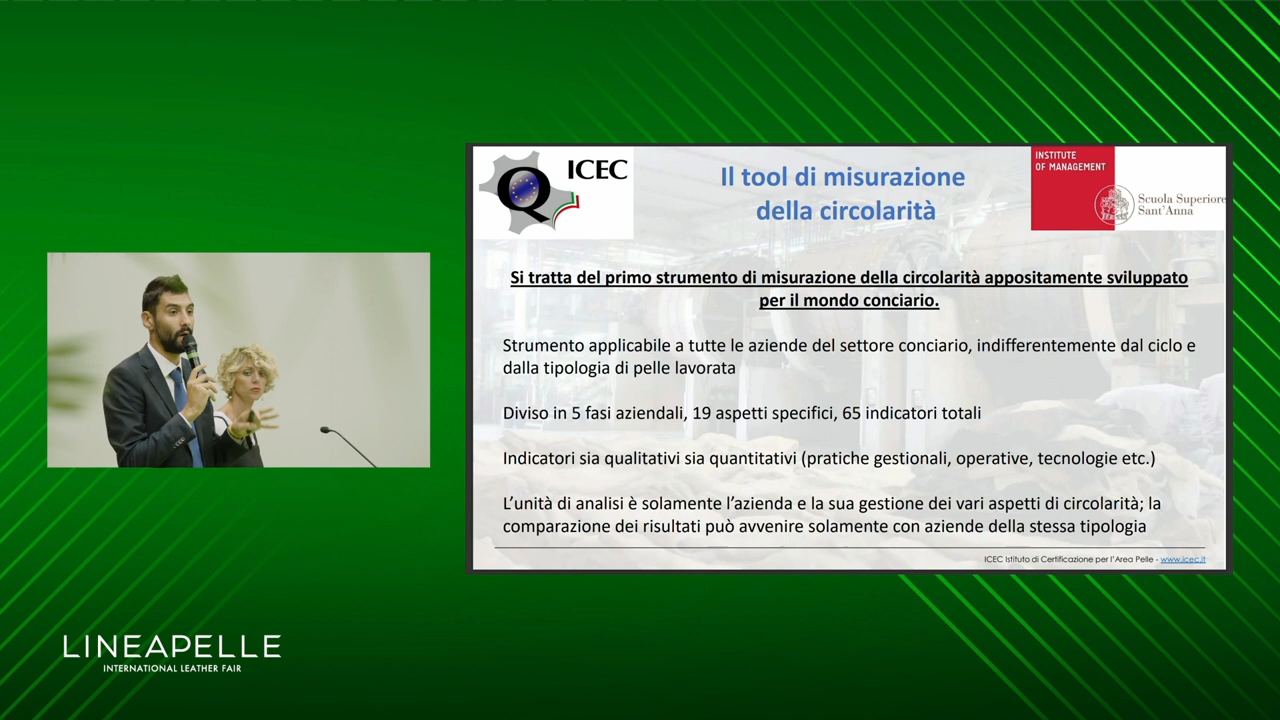 ICEC
Il tool di misurazione
della circolarità
INSTITUTE
OF MANAGEMENT
Scuola Superiore
Sant'Anna
Si tratta del primo strumento di misurazione della circolarità appositamente sviluppato
per il mondo conciario.
Strumento applicabile a tutte le aziende del settore conciario, indifferentemente dal ciclo e
dalla tipologia di pelle lavorata
Diviso in 5 fasi aziendali, 19 aspetti specifici, 65 indicatori totali
Indicatori sia qualitativi sia quantitativi (pratiche gestionali, operative, tecnologie etc.)
L'unità di analisi è solamente l'azienda e la sua gestione dei vari aspetti di circolarità; la
comparazione dei risultati può avvenire solamente con aziende della stessa tipologia
ICEC Istituto di Certificazione per l'Area Pelle - www.icec.it
LINEAPELLE
INTERNATIONAL LEATHER FAIR